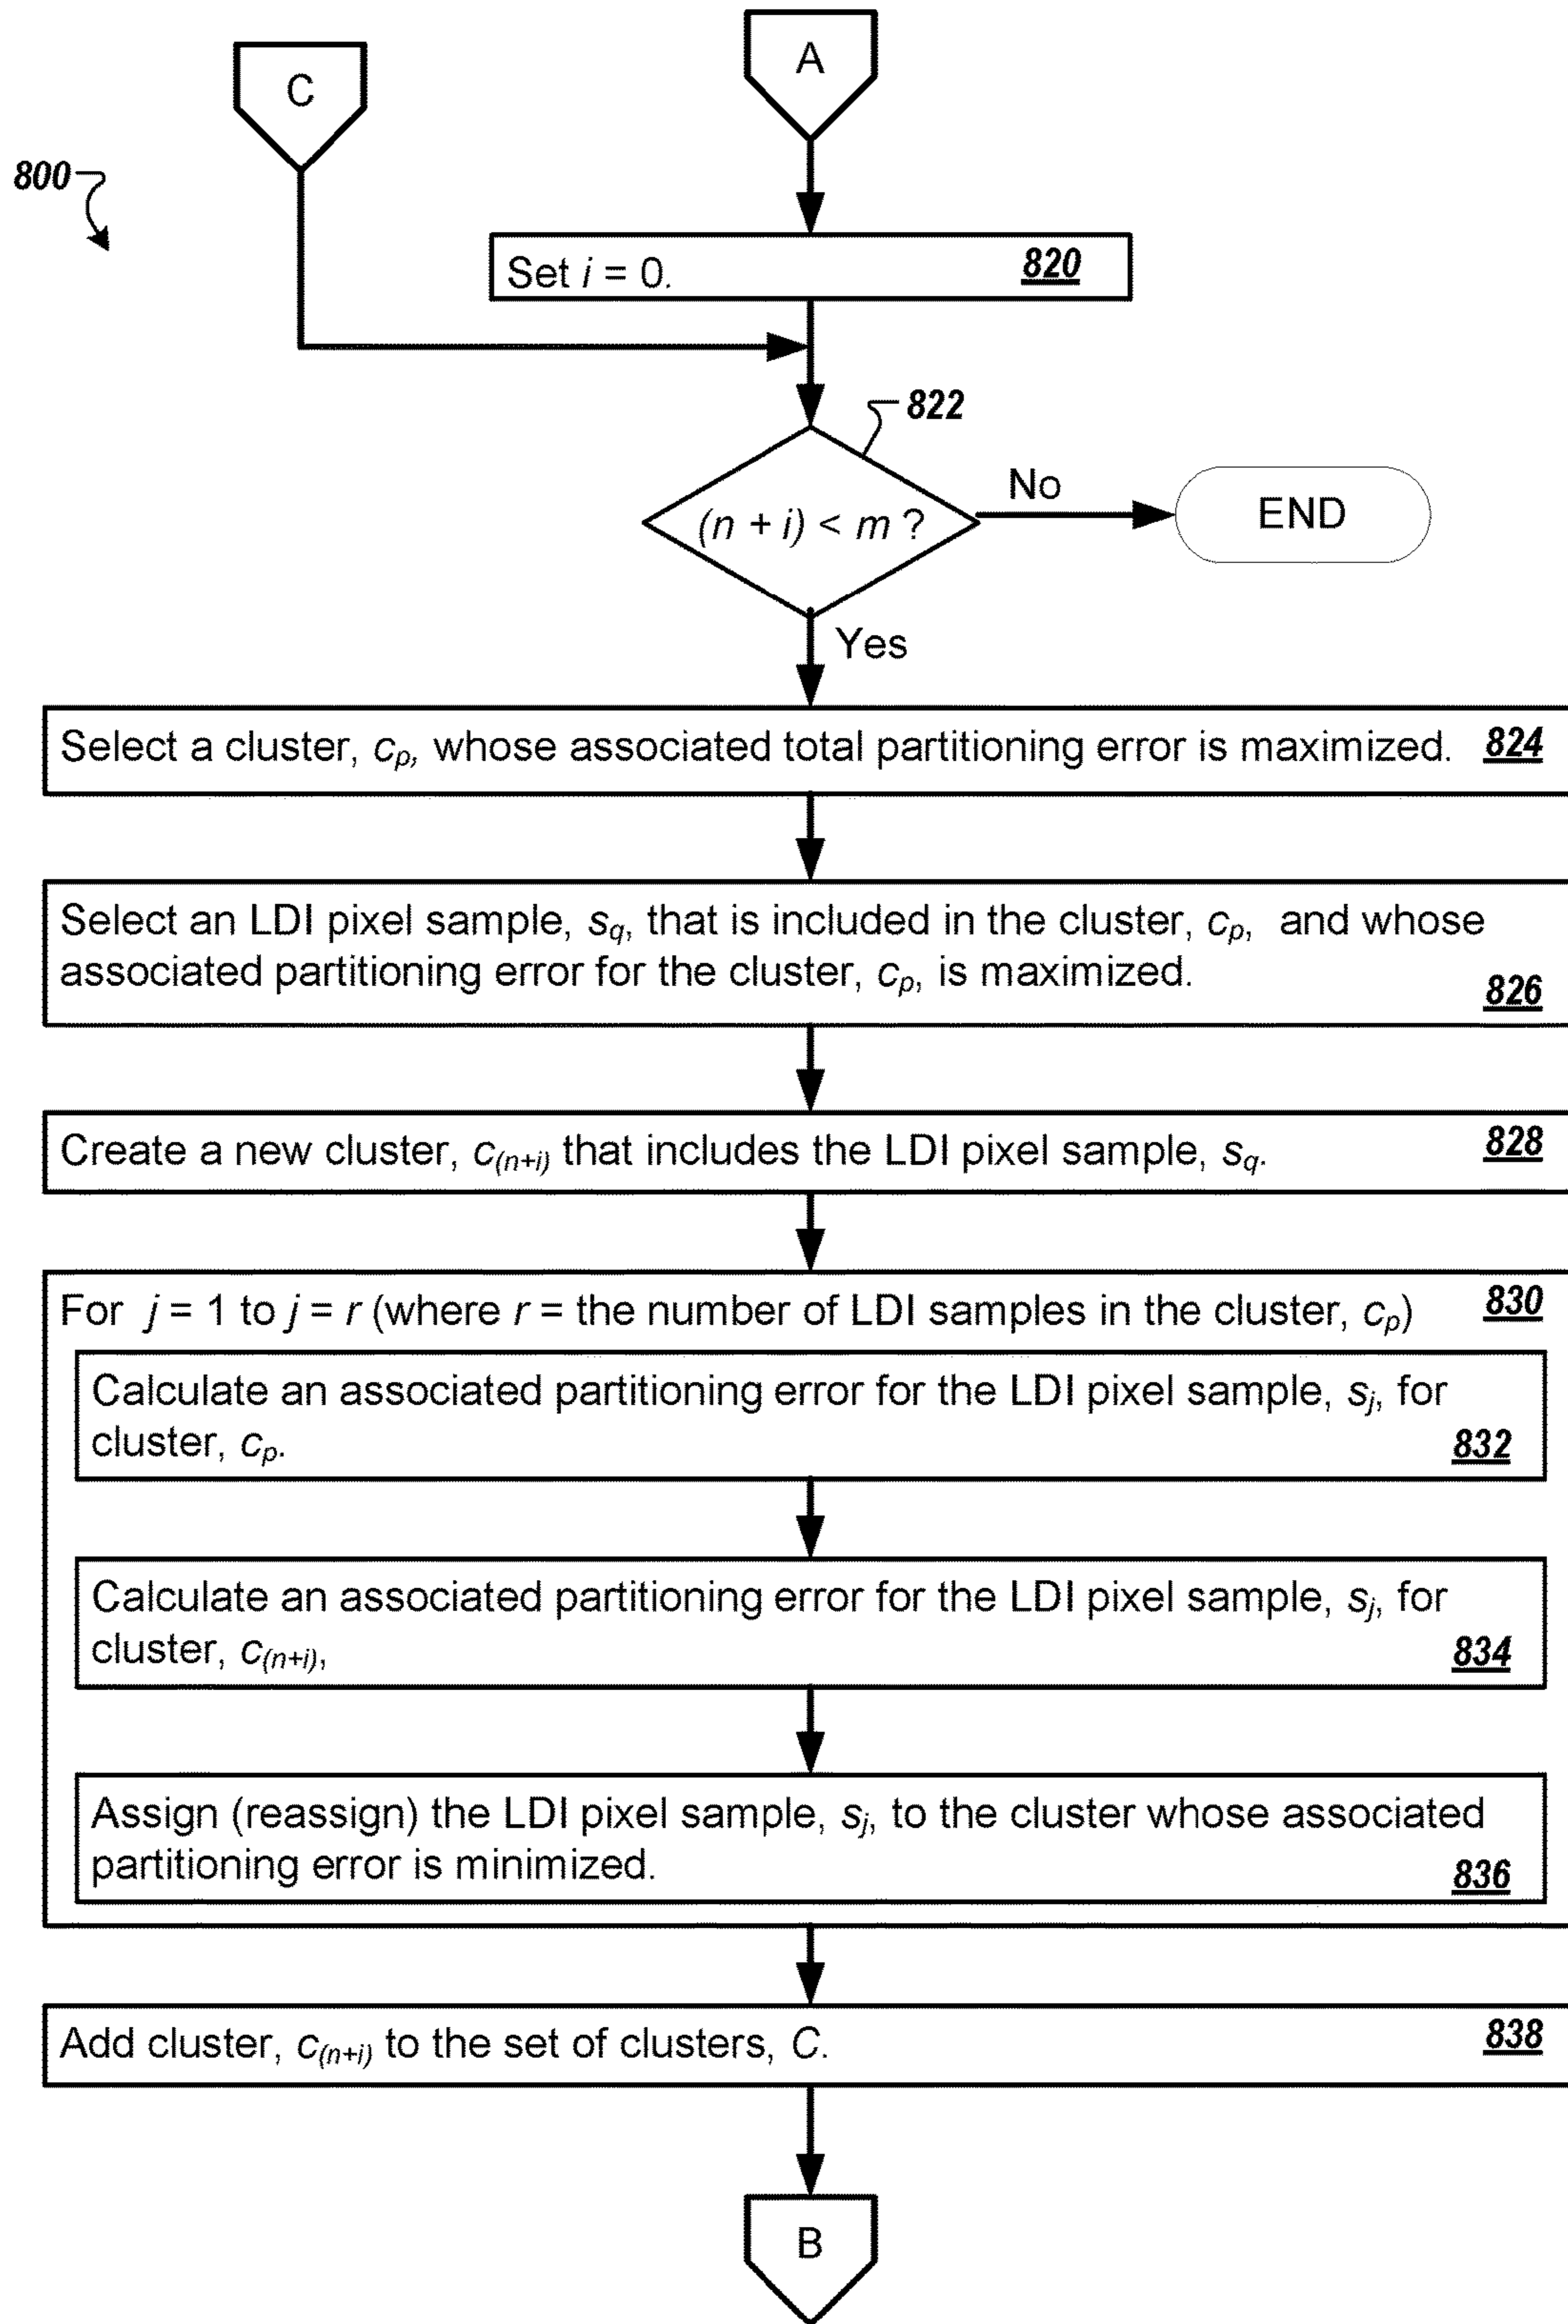 C
A
800
Set i = 0.
820
822
(n + i) < m ?
No
END
Yes
Select a cluster, cp, whose associated total partitioning error is maximized. 824
Select an LDI pixel sample, sq, that is included in the cluster, cp, and whose
associated partitioning error for the cluster, cp, is maximized.
826
Create a new cluster, c(n+i) that includes the LDI pixel sample, sq.
828
For j = 1 to j = r (where r = the number of LDI samples in the cluster, cp)
830
Calculate an associated partitioning error for the LDI pixel sample, sj, for
cluster, cp.
832
Calculate an associated partitioning error for the LDI pixel sample, sj, for
cluster, c(n+i),
834
Assign (reassign) the LDI pixel sample, sj, to the cluster whose associated
partitioning error is minimized.
836
Add cluster, c(n+i) to the set of clusters, C.
838
B